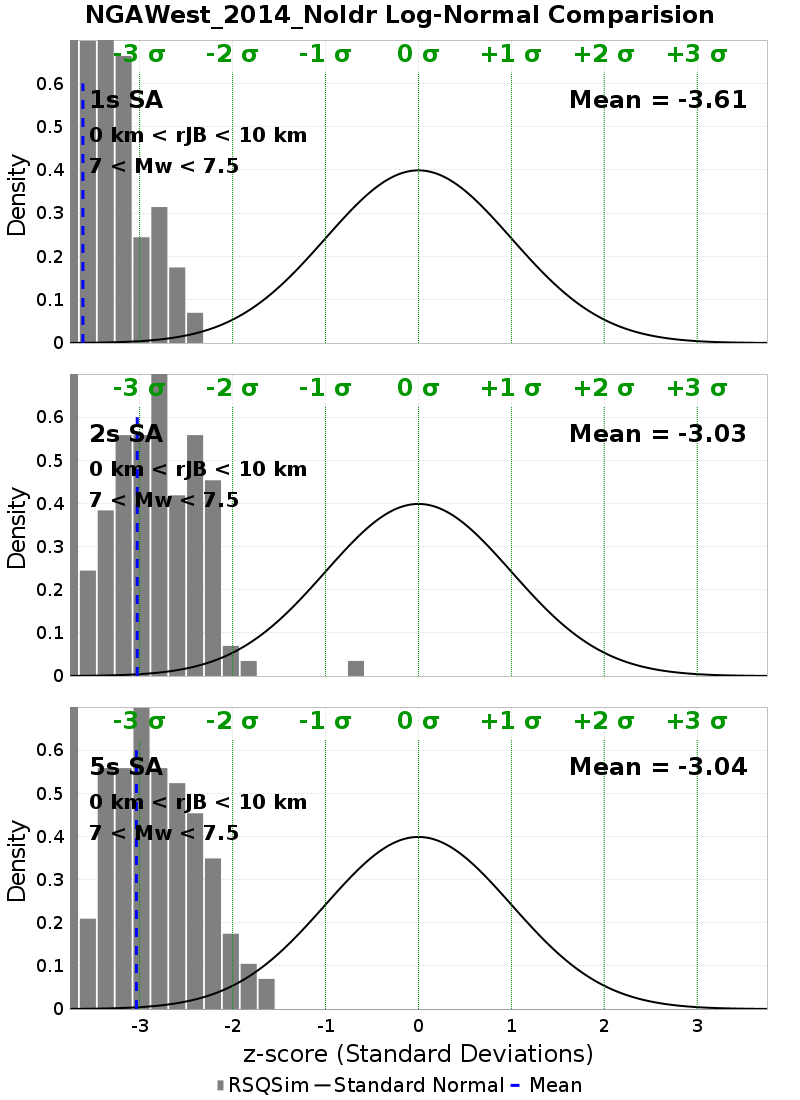 NGAWest_2014_NoIdr Log-Normal Comparision
-3 σ -2 σ -1 σ 0 σ +1 σ +2 σ +3 σ
1s SA Mean = -3.61
0 km < rJB < 10 km
7 < Mw < 7.5
0.6
0.5
0.4
0.3
0.2
0.1
0
Density
-3 σ -2 σ -1 σ 0 σ +1 σ +2 σ +3 σ
2s SA Mean = -3.03
0 km < rJB < 10 km
7 < Mw < 7.5
0.6
0.5
0.4
0.3
0.2
0.1
0
Density
-3 σ -2 σ -1 σ 0 σ +1 σ +2 σ +3 σ
5s SA Mean = -3.04
0 km < rJB < 10 km
7 < Mw < 7.5
0.6
0.5
0.4
0.3
0.2
0.1
0
Density
-3 -2 -1 0 1 2 3
z-score (Standard Deviations)
RSQSim Standard Normal Mean